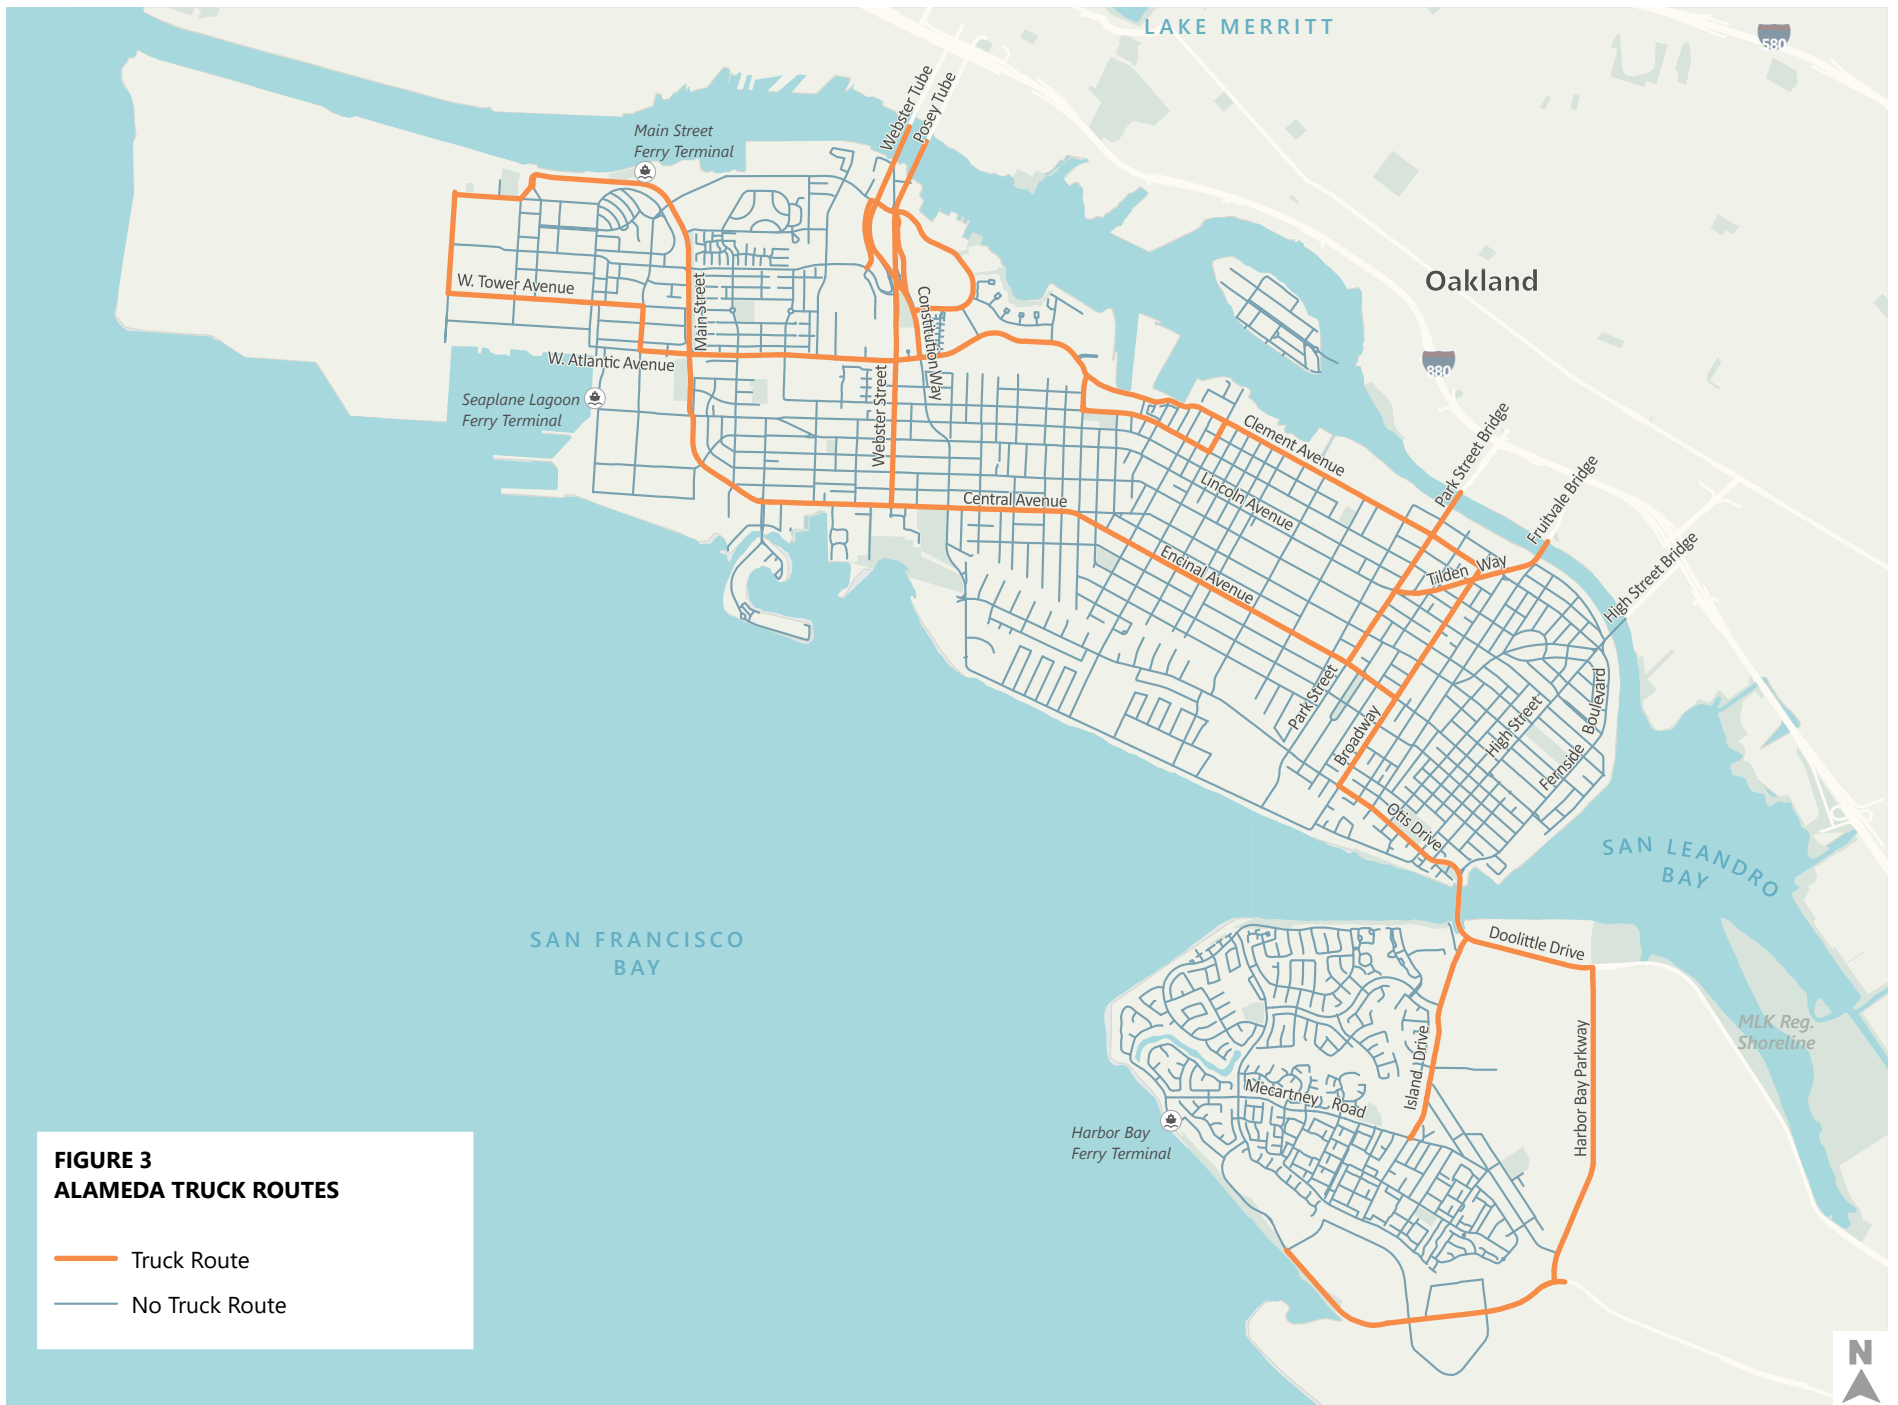 LAKE MERRITT
580
Webster Tube
Posey Tube
Main Street
Ferry Terminal
Oakland
W. Tower Avenue
Main Street
Constitution Way
W. Atlantic Avenue
880
Seaplane Lagoon
Ferry Terminal
Webster Street
Clement Avenue
Park Street Bridge
Fruitvale Bridge
Lincoln Avenue
Central Avenue
High Street Bridge
Encinal Avenue
Tilden Way
Park Street
Broadway
High Street
Fernside Boulevard
Otis Drive
SAN LEANDRO
BAY
SAN FRANCISCO
BAY
Doolittle Drive
MLK Reg.
Shoreline
Island Drive
Harbor Bay Parkway
Mecartney Road
Harbor Bay
Ferry Terminal
FIGURE 3
ALAMEDA TRUCK ROUTES
Truck Route
No Truck Route
N